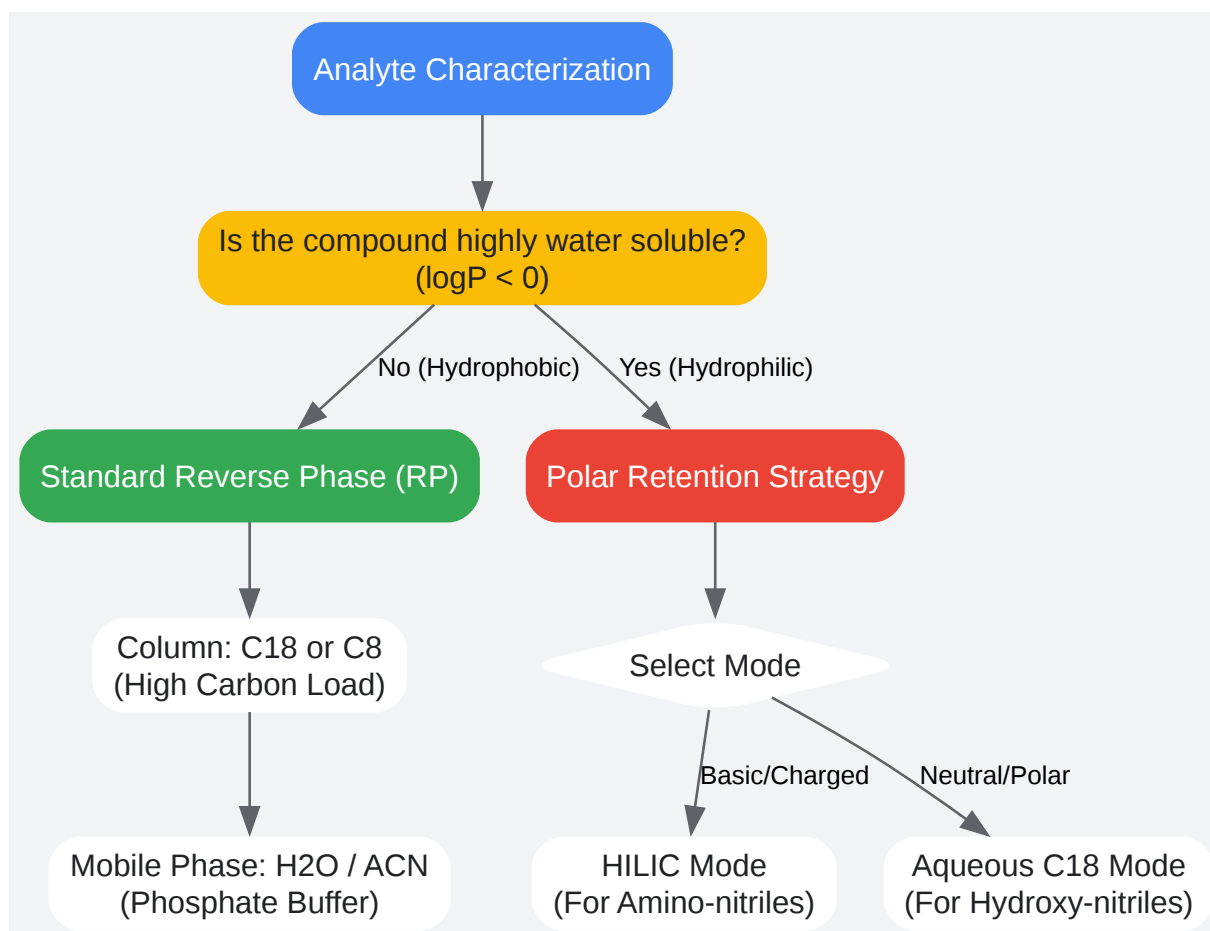 Analyte Characterization
Is the compound highly water soluble?
(logP < 0)
No (Hydrophobic)
Yes (Hydrophilic)
Standard Reverse Phase (RP)
Polar Retention Strategy
Column: C18 or C8
(High Carbon Load)
Select Mode
Basic/Charged
Neutral/Polar
Mobile Phase: H2O / ACN
(Phosphate Buffer)
HILIC Mode
(For Amino-nitriles)
Aqueous C18 Mode
(For Hydroxy-nitriles)